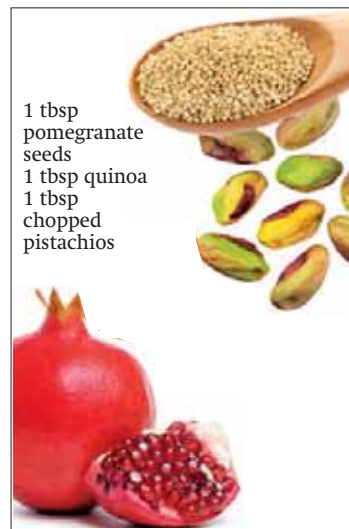 1 tbsp
pomegranate
seeds
1 tbsp quinoa
1 tbsp
chopped
pistachios